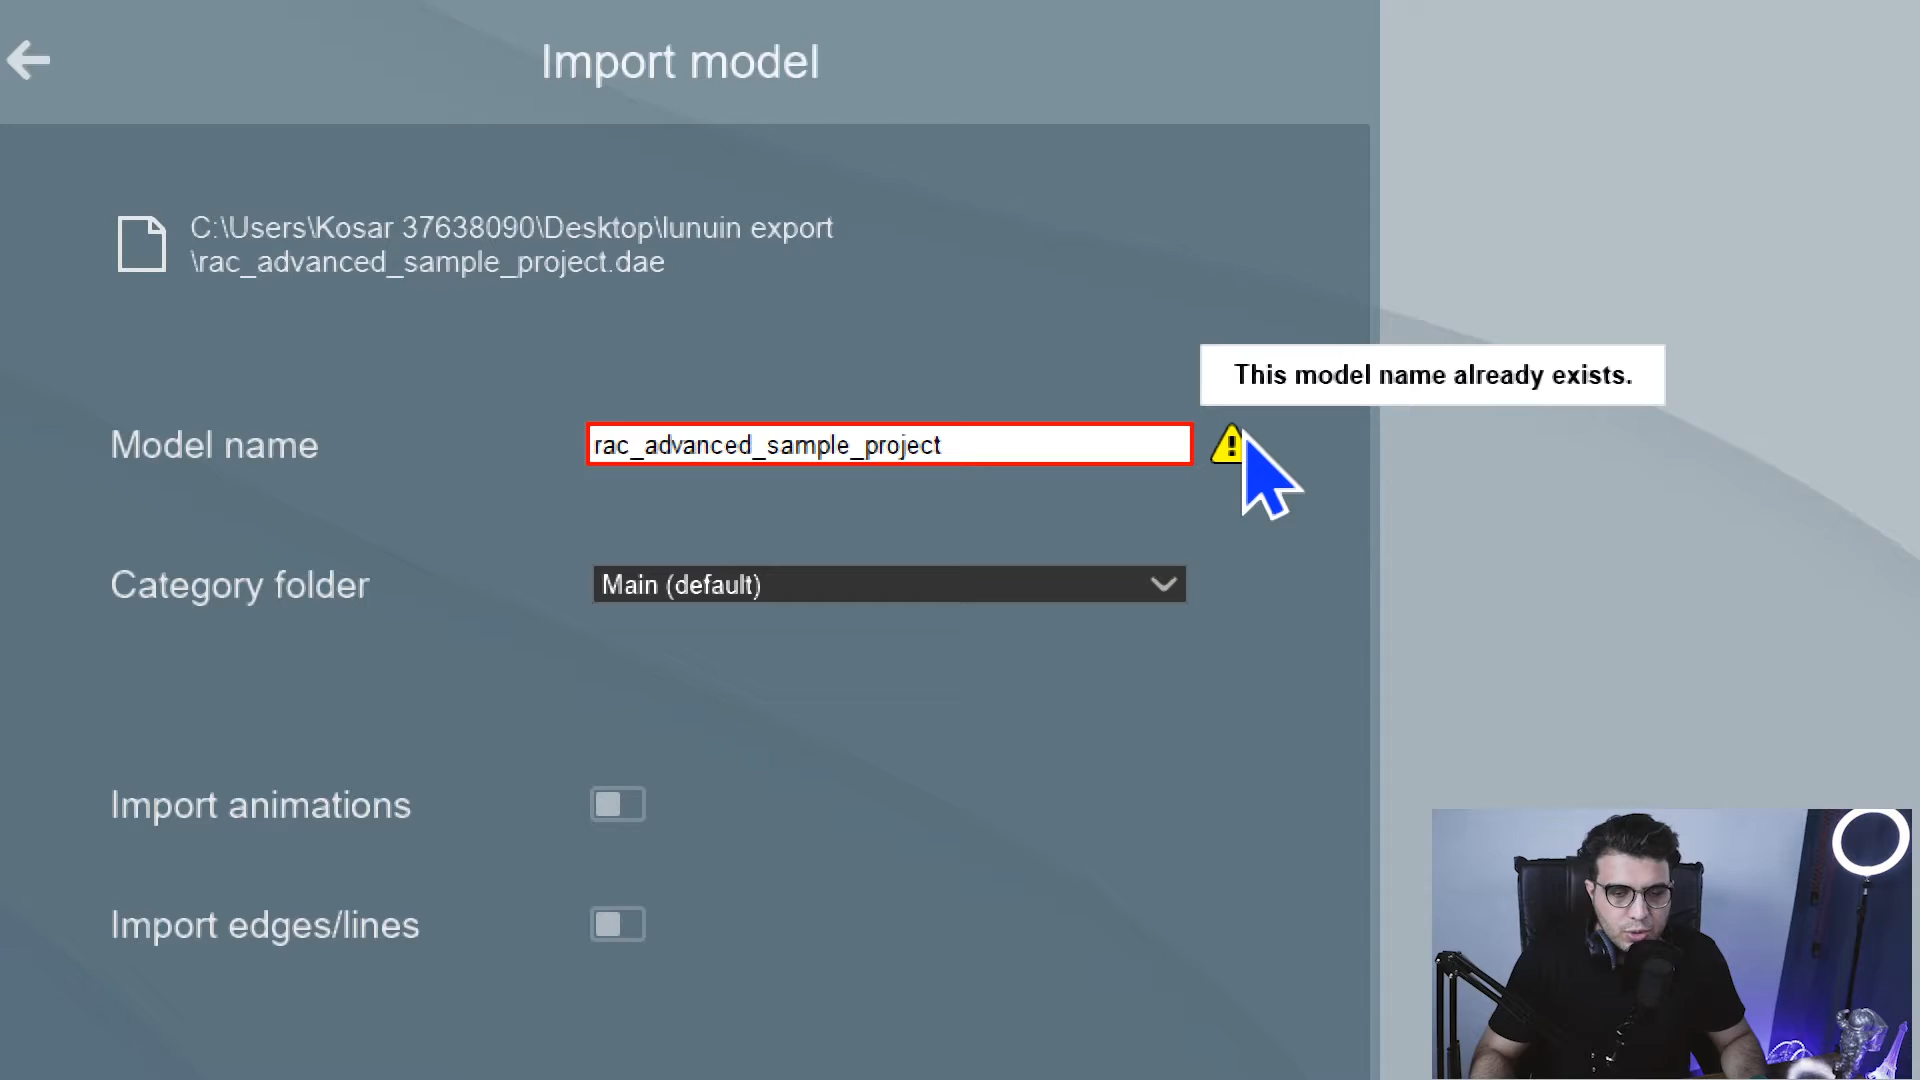 Import model
C:\Users\Kosar 37638090\Desktop\lunuin export
\rac_advanced_sample_project.dae
This model name already exists.
Model name
rac_advanced_sample_project
Category folder
Main (default)
Import animations
Import edges/lines